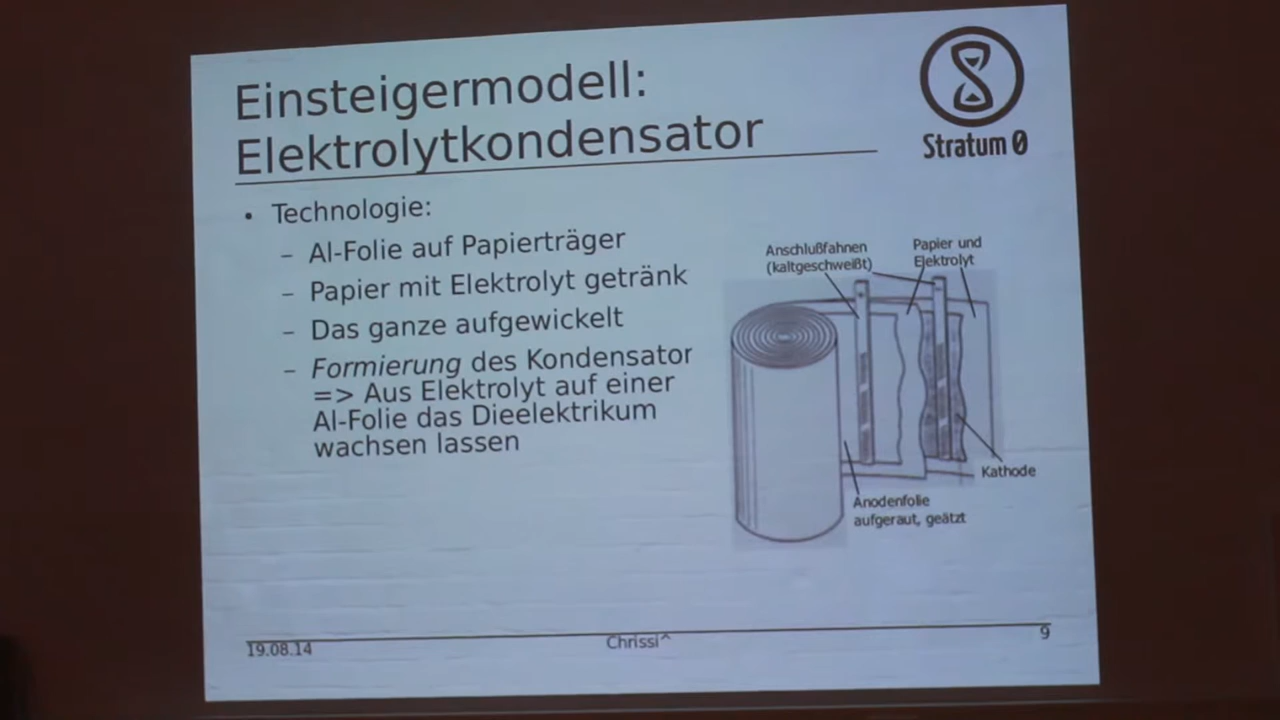 Einsteigermodell:
Elektrolytkondensator
Stratum 0
• Technologie:
– Al-Folie auf Papierträger
– Papier mit Elektrolyt getränk
– Das ganze aufgewickelt
– Formierung des Kondensator
=> Aus Elektrolyt auf einer
Al-Folie das Dieelektrikum
wachsen lassen
Anschlußfahnen
(kaltgeschweißt)
Papier und
Elektrolyt
Kathode
Anodenfolie
aufgeraut, geätzt
19.08.14
Chrissi^
9